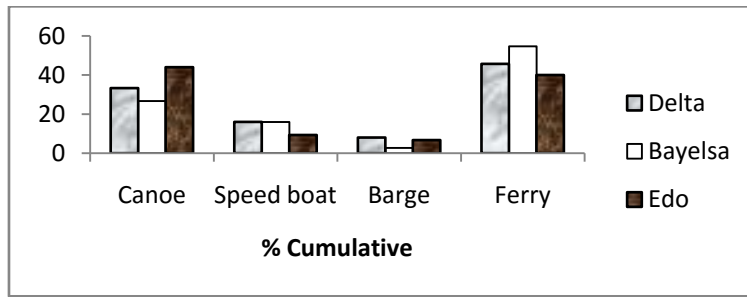 60
40
20
0
Canoe Speed boat Barge Ferry
% Cumulative
Delta
Bayelsa
Edo